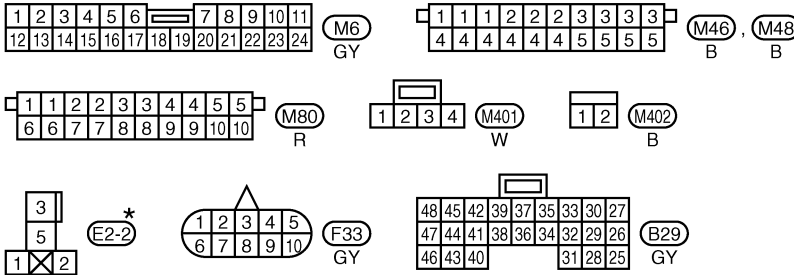 1 2 3 4 5 6 7 8 9 10 11
12 13 14 15 16 17 18 19 20 21 22 23 24
M6
GY
1 1 1 2 2 2 3 3 3 3
4 4 4 4 4 4 5 5 5 5
M46 , M48
B B
1 1 2 2 3 3 4 4 5 5
6 6 7 7 8 8 9 9 10 10
M80
R
1 2 3 4
M401
W
1 2
M402
B
3
5
1 2
*
E2-2
1 2 3 4 5
6 7 8 9 10
F33
GY
48 45 42 39 37 35 33 30 27
47 44 41 38 36 34 32 29 26
46 43 40 31 28 25
B29
GY